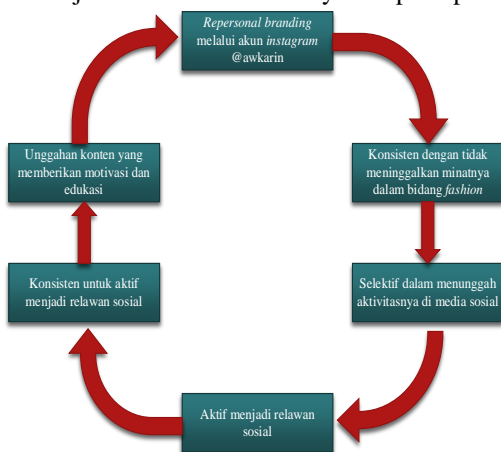 Repersonal branding
melalui akun instagram
@awkarin
Konsisten dengan tidak
meninggalkan minatnya
dalam bidang fashion
Selektif dalam menunggah
aktivitasnya di media sosial
Aktif menjadi relawan
sosial
Konsisten untuk aktif
menjadi relawan sosial
Unggahan konten yang
memberikan motivasi dan
edukasi